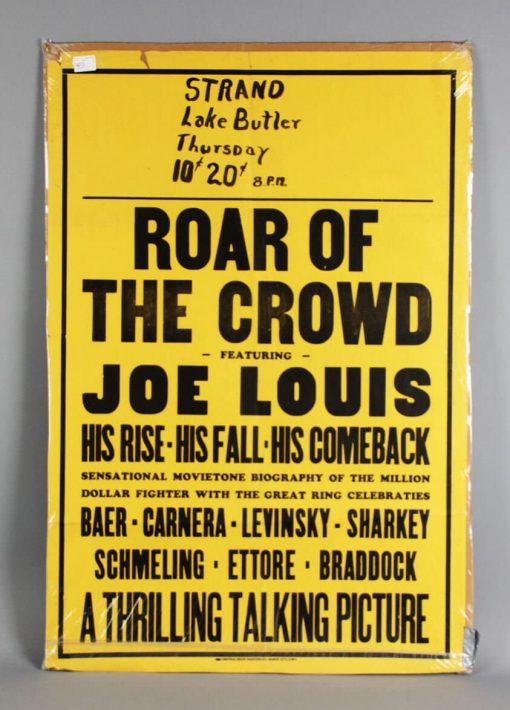 STRAND
Lake Butler
Thursday
10¢ 20¢ 8 P.M.
ROAR OF
THE CROWD
– FEATURING –
JOE LOUIS
HIS RISE · HIS FALL · HIS COMEBACK
SENSATIONAL MOVIETONE BIOGRAPHY OF THE MILLION
DOLLAR FIGHTER WITH THE GREAT RING CELEBRATIES
BAER · CARNERA · LEVINSKY · SHARKEY
SCHMELING · ETTORE · BRADDOCK
A THRILLING TALKING PICTURE